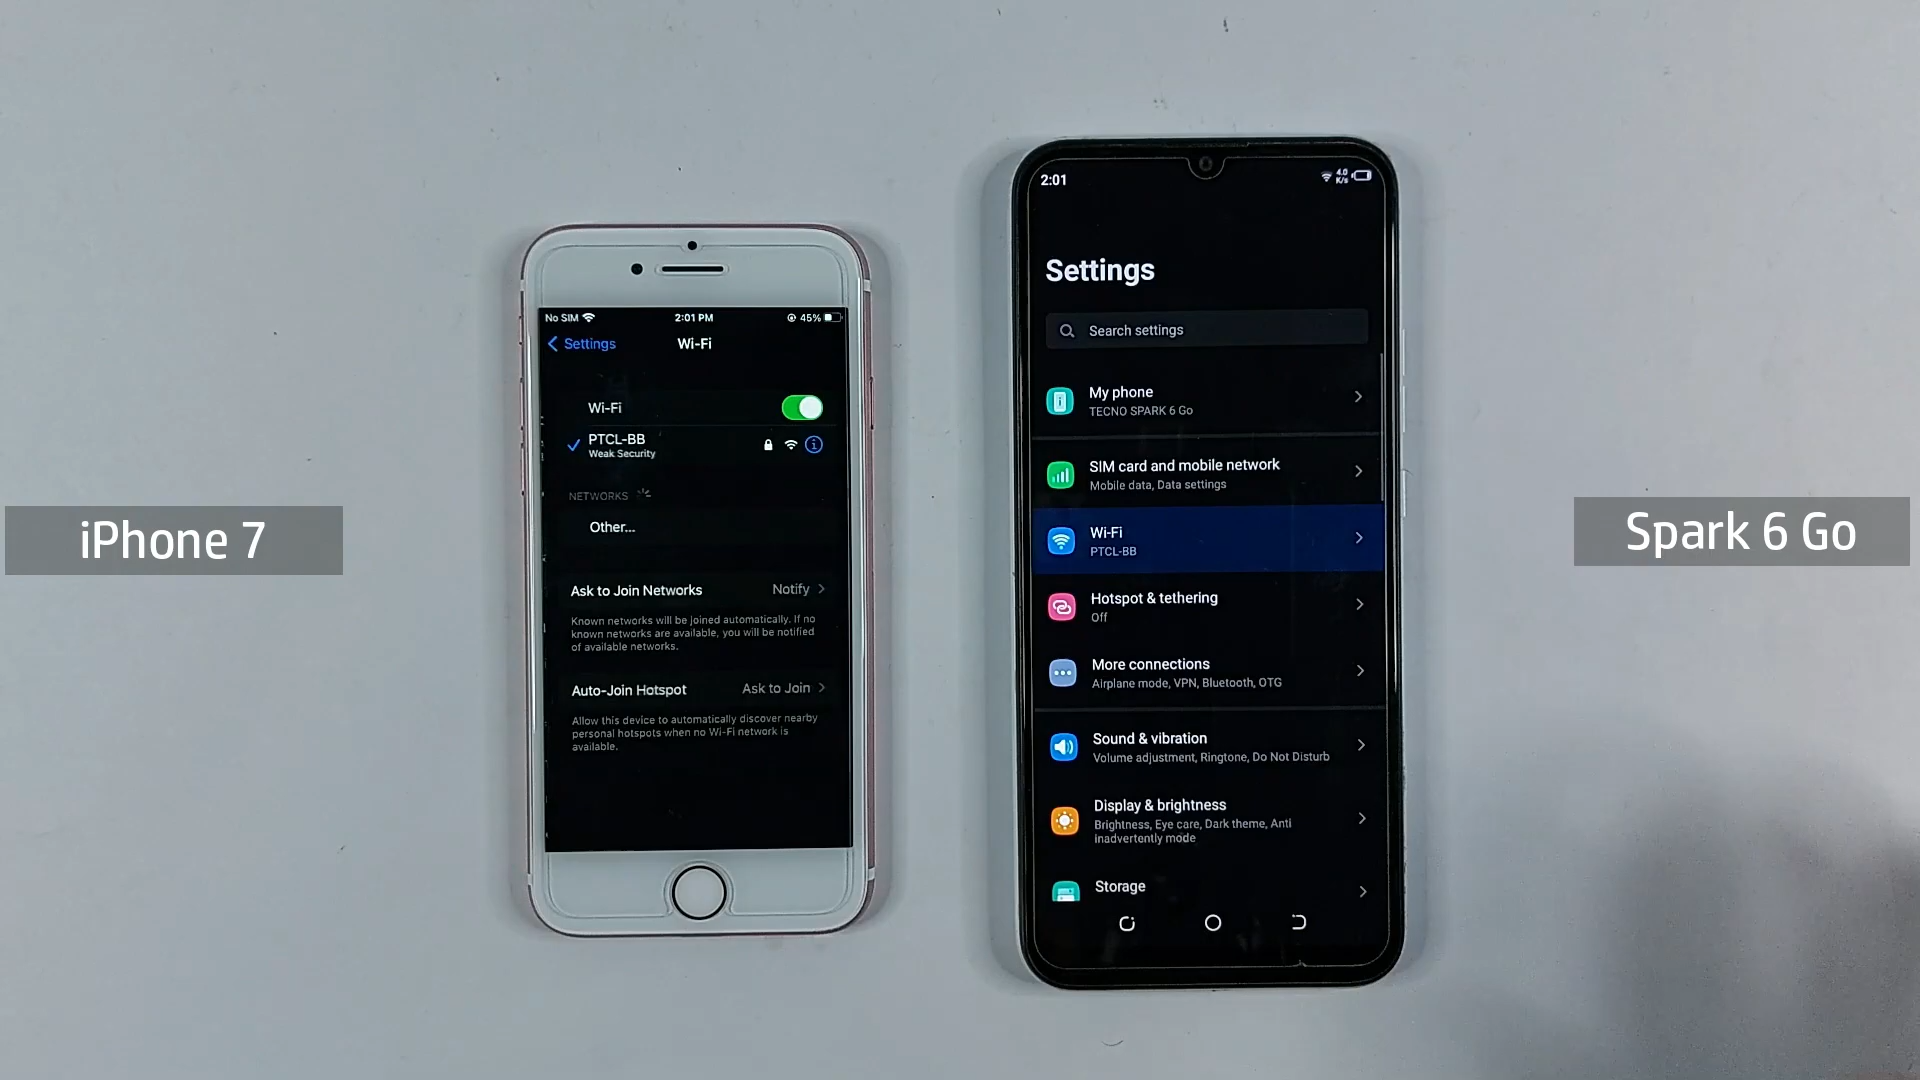 iPhone 7
No SIM 2:01 PM 45%
Settings Wi-Fi
Wi-Fi
PTCL-BB
Weak Security
NETWORKS
Other...
Ask to Join Networks Notify
Known networks will be joined automatically. If no
known networks are available, you will be notified
of available networks.
Auto-Join Hotspot Ask to Join
Allow this device to automatically discover nearby
personal hotspots when no Wi-Fi network is
available.
2:01 4.0
K/s
Settings
Search settings
My phone
TECNO SPARK 6 Go
SIM card and mobile network
Mobile data, Data settings
Wi-Fi
PTCL-BB
Hotspot & tethering
Off
More connections
Airplane mode, VPN, Bluetooth, OTG
Sound & vibration
Volume adjustment, Ringtone, Do Not Disturb
Display & brightness
Brightness, Eye care, Dark theme, Anti
inadvertently mode
Storage
Spark 6 Go